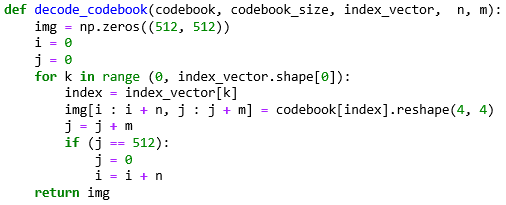 def decode_codebook(codebook, codebook_size, index_vector,  n, m):
    img = np.zeros((512, 512))
    i = 0
    j = 0
    for k in range (0, index_vector.shape[0]):
        index = index_vector[k]
        img[i : i + n, j : j + m] = codebook[index].reshape(4, 4)
        j = j + m
        if (j == 512):
            j = 0
            i = i + n
    return img